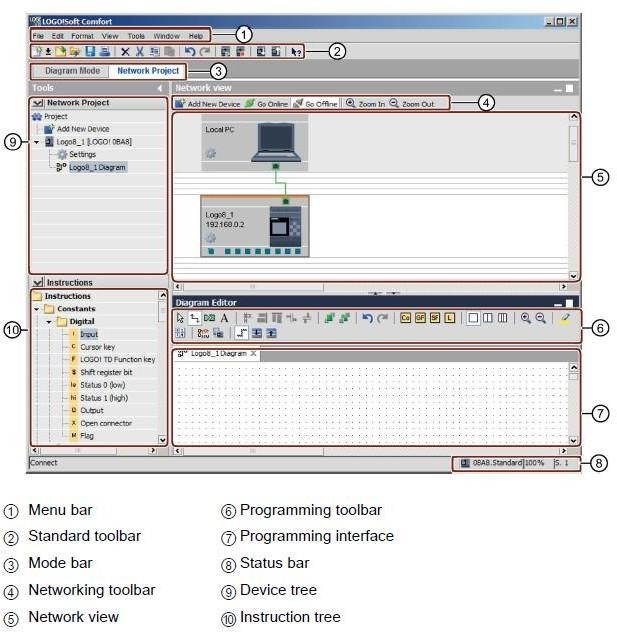 LOGO!Soft Comfort
File Edit Format View Tools Window Help
1
2
Diagram Mode Network Project
3
Tools
Network view
Network Project
Add New Device Go Online Go Offline Zoom In Zoom Out
4
Project
Add New Device
9
Logo8_1 [LOGO! 0BA8]
Settings
Logo8_1 Diagram
Local PC
5
Logo8_1
192.168.0.2
Instructions
Diagram Editor
Instructions
Constants
Digital
10
I Input
C Cursor key
F LOGO! TD Function key
S Shift register bit
lo Status 0 (low)
hi Status 1 (high)
Q Output
X Open connector
M Flag
A
Co GF SF L
6
Logo8_1 Diagram X
7
Connect
0BA8.Standard 100% S. 1
8
1 Menu bar
2 Standard toolbar
3 Mode bar
4 Networking toolbar
5 Network view
6 Programming toolbar
7 Programming interface
8 Status bar
9 Device tree
10 Instruction tree